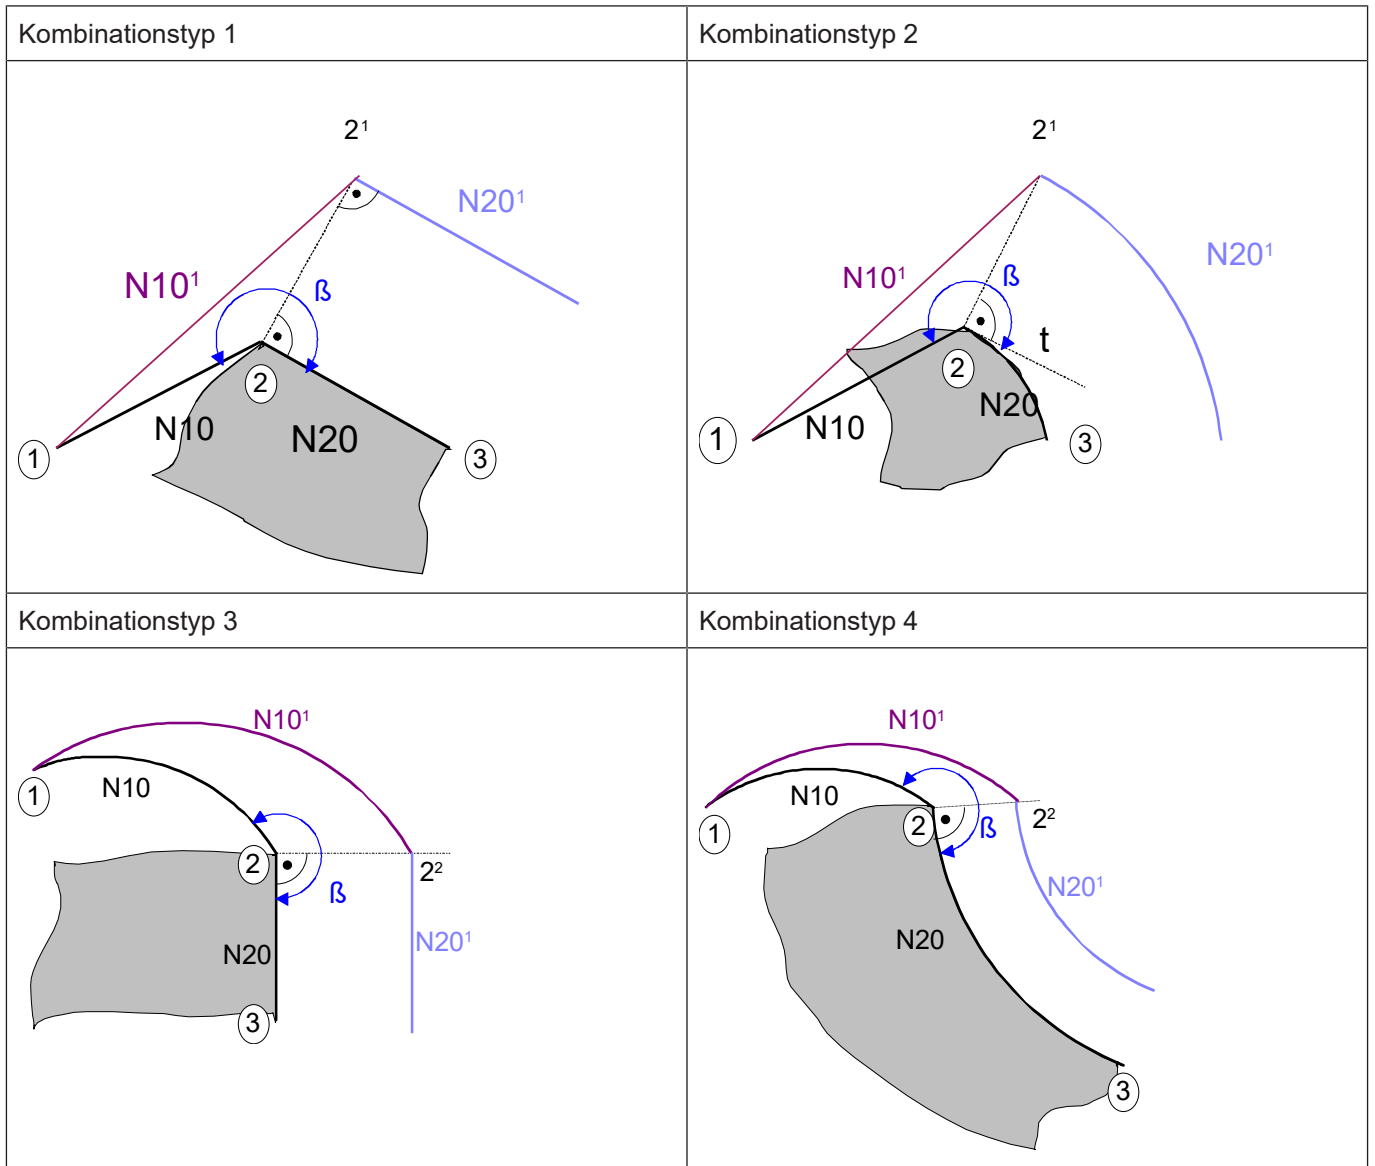 Kombinationstyp 1
Kombinationstyp 2
2¹
N20¹
ß
N10¹
2
N10
N20
1
3
2¹
N20¹
N10¹
ß
t
2
N20
N10
1
3
Kombinationstyp 3
Kombinationstyp 4
N10¹
N10
1
2
2²
ß
N20¹
N20
3
N10¹
N10
1
2
2²
ß
N20¹
N20
3